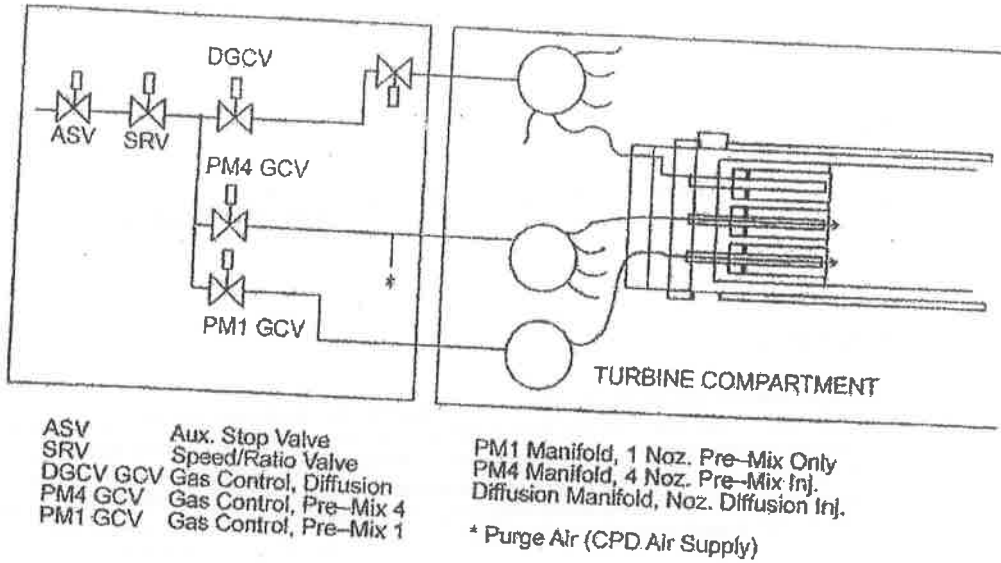 DGCV
ASV
SRV
PM4 GCV
*
PM1 GCV
TURBINE COMPARTMENT
ASV Aux. Stop Valve
SRV Speed/Ratio Valve
DGCV GCV Gas Control, Diffusion
PM4 GCV Gas Control, Pre–Mix 4
PM1 GCV Gas Control, Pre–Mix 1
PM1 Manifold, 1 Noz. Pre–Mix Only
PM4 Manifold, 4 Noz. Pre–Mix Inj.
Diffusion Manifold, Noz. Diffusion Inj.
* Purge Air (CPD Air Supply)